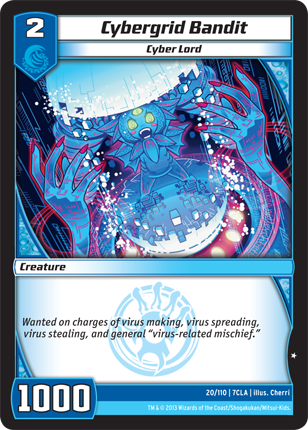 2
Cybergrid Bandit
Cyber Lord
Creature
Wanted on charges of virus making, virus spreading,
virus stealing, and general “virus-related mischief.”
1000
20/110 | 7CLA | illus. Cherri
TM & © 2013 Wizards of the Coast/Shogakukan/Mitsui-Kids